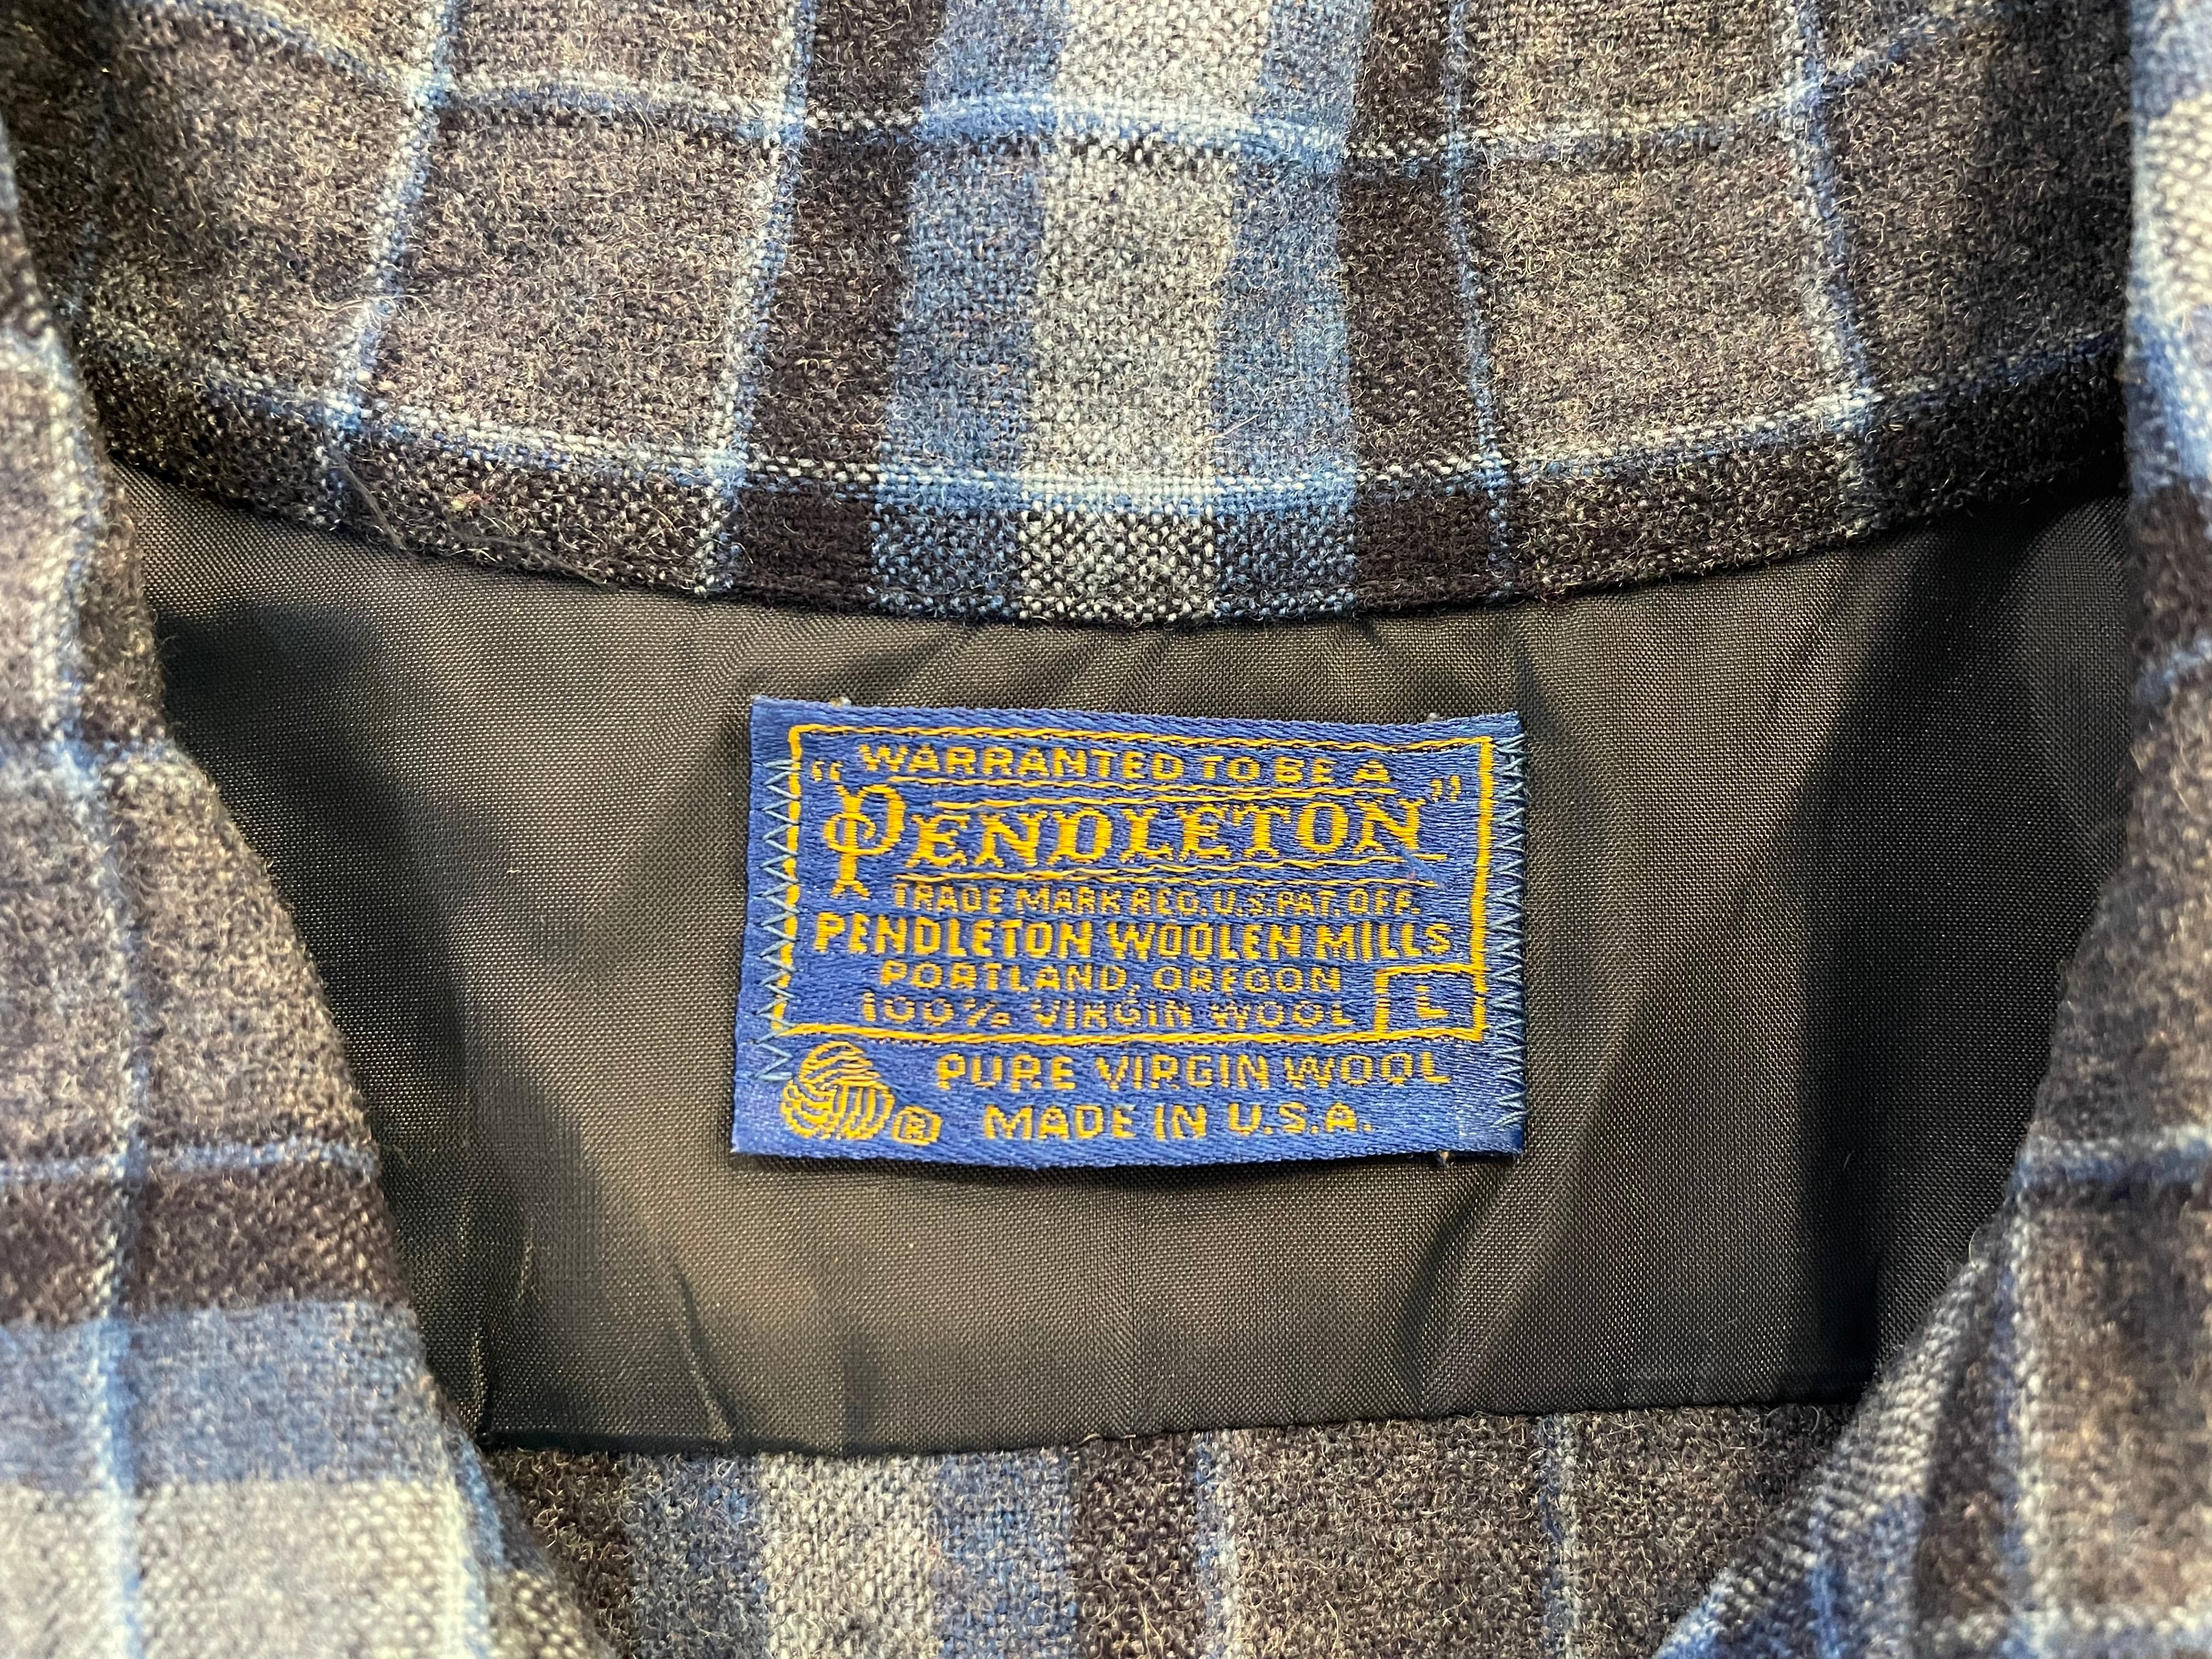 WARRANTED TO BE A
"PENDLETON"
TRADE MARK REG. U.S. PAT. OFF.
PENDLETON WOOLEN MILLS
PORTLAND, OREGON
100% VIRGIN WOOL L
PURE VIRGIN WOOL
® MADE IN U.S.A.